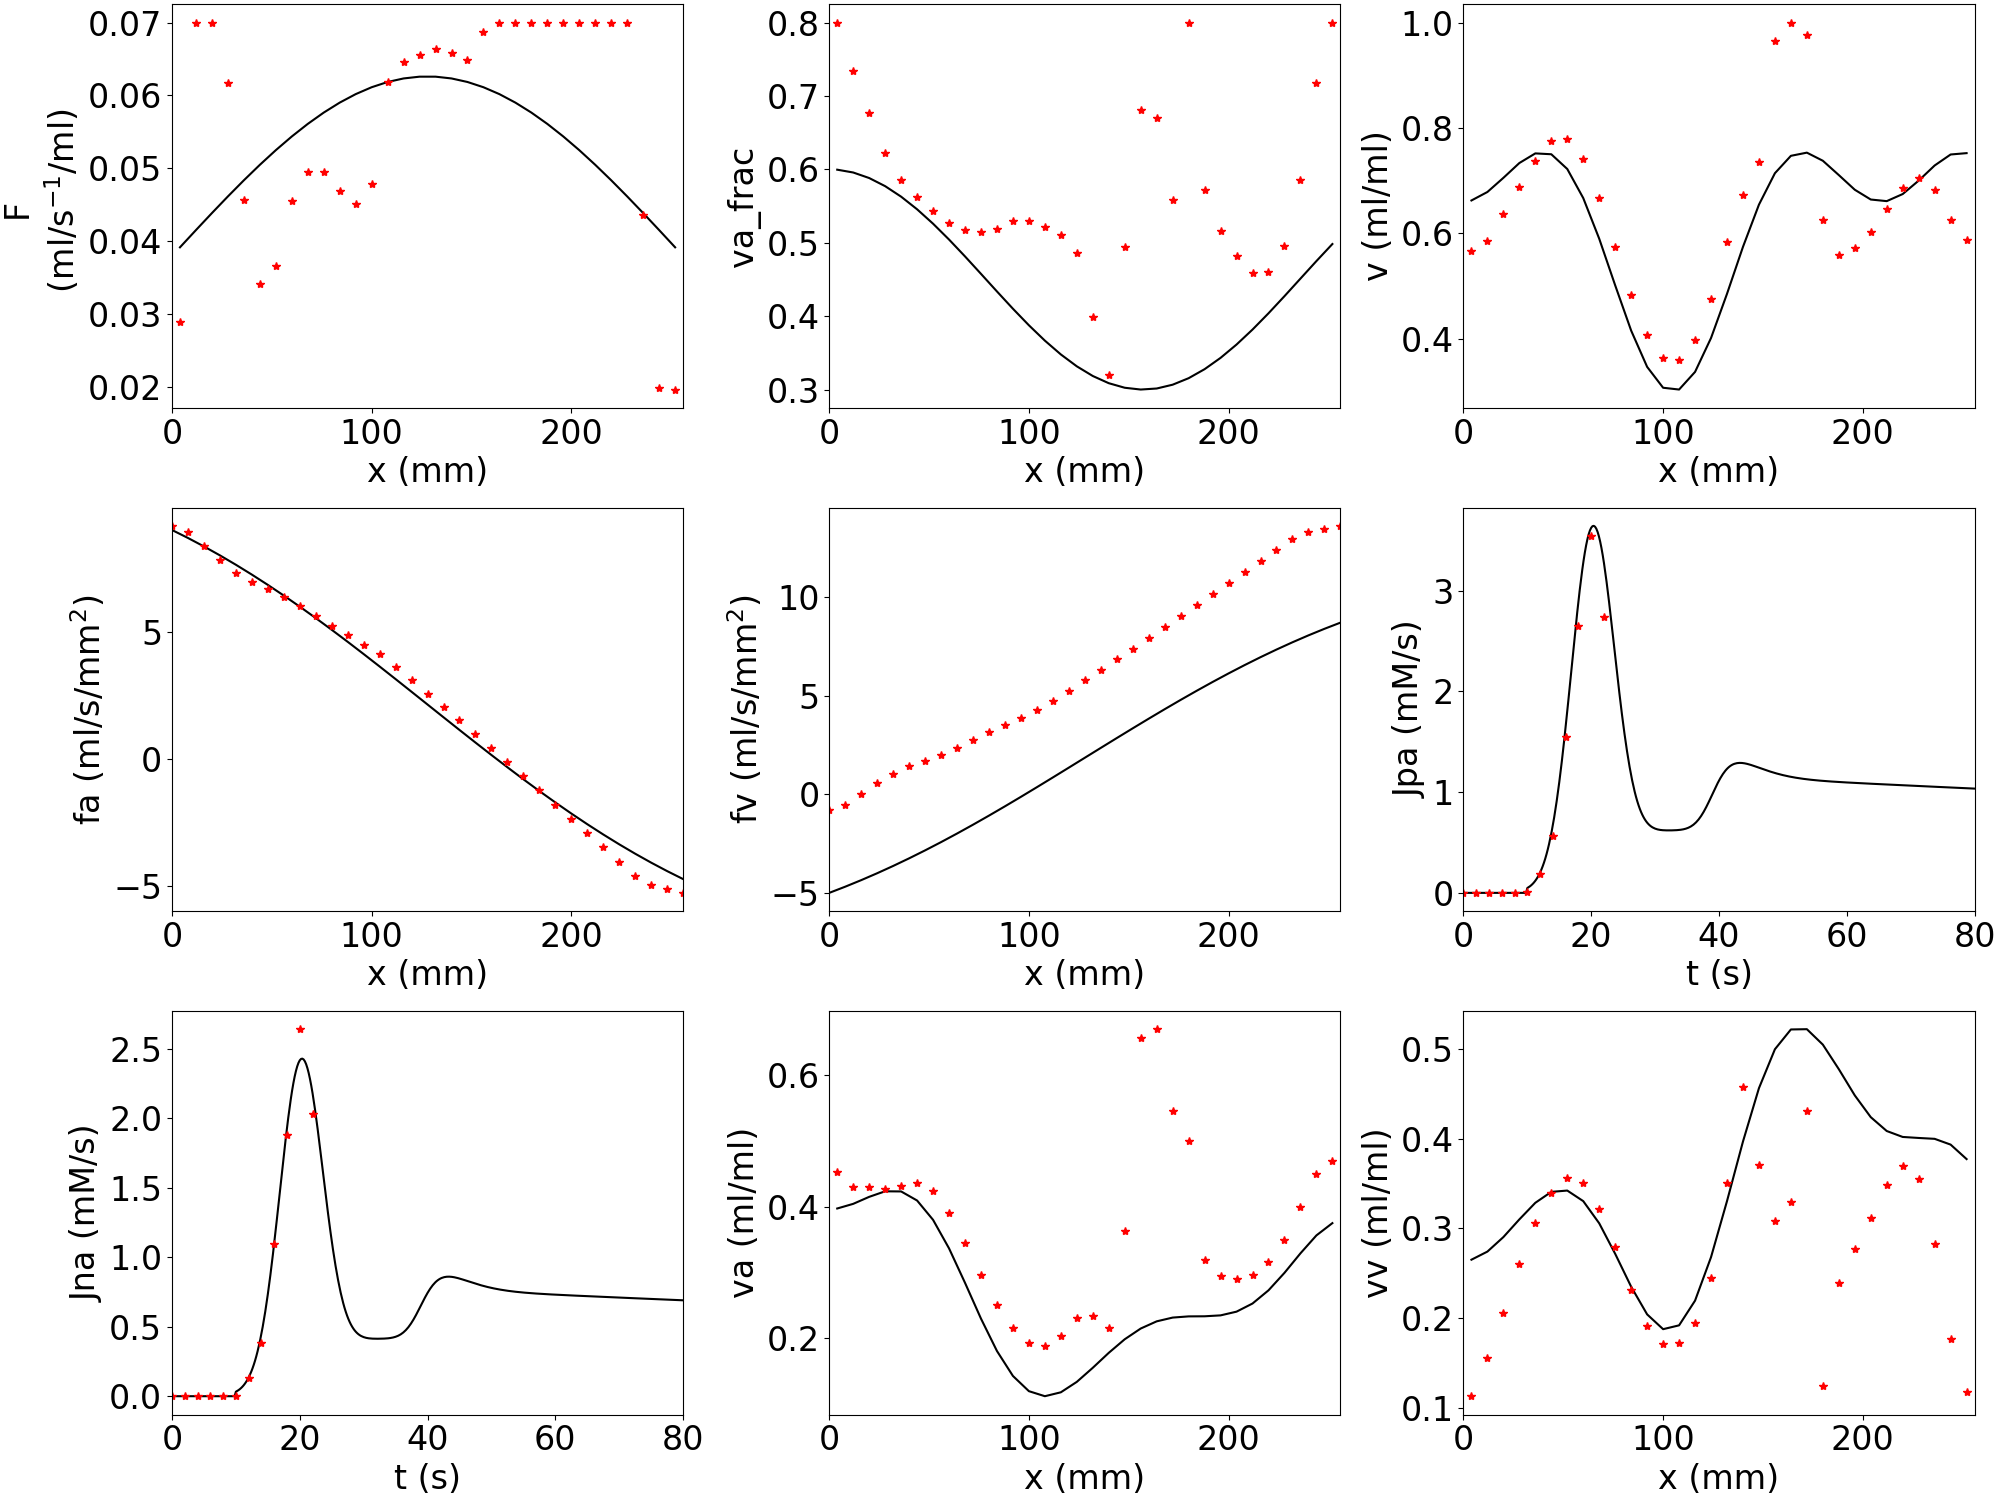 0.07
0.06
0.05
0.04
0.03
0.02
F
(ml/s⁻¹/ml)
0 100 200
x (mm)
0.8
0.7
0.6
0.5
0.4
0.3
va_frac
0 100 200
x (mm)
1.0
0.8
0.6
0.4
v (ml/ml)
0 100 200
x (mm)
5
0
−5
fa (ml/s/mm²)
0 100 200
x (mm)
10
5
0
−5
fv (ml/s/mm²)
0 100 200
x (mm)
3
2
1
0
Jpa (mM/s)
0 20 40 60 80
t (s)
2.5
2.0
1.5
1.0
0.5
0.0
Jna (mM/s)
0 20 40 60 80
t (s)
0.6
0.4
0.2
va (ml/ml)
0 100 200
x (mm)
0.5
0.4
0.3
0.2
0.1
vv (ml/ml)
0 100 200
x (mm)